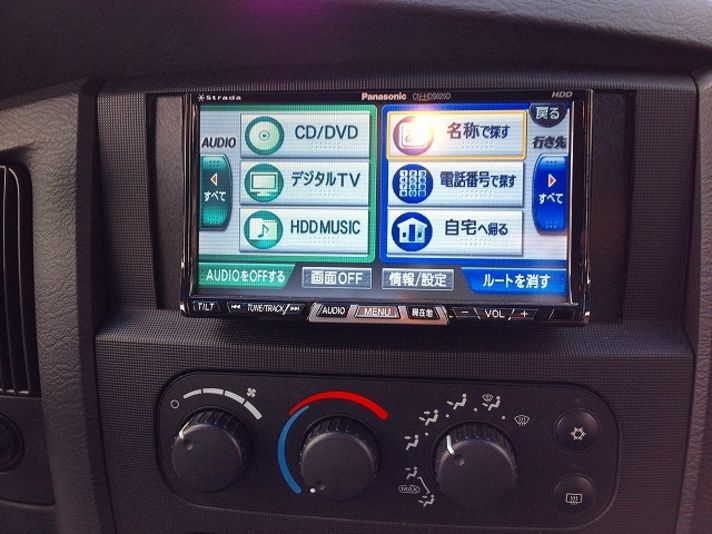 Strada
Panasonic CN-HDS620D
HDD
AUDIO
CD/DVD
名称で探す
戻る
行き先
すべて
デジタルTV
電話番号で探す
すべて
HDD MUSIC
自宅へ帰る
AUDIOをOFFする
画面OFF
情報/設定
ルートを消す
TILT
TUNE/TRACK
AUDIO
MENU
現在地
− VOL +
MAX